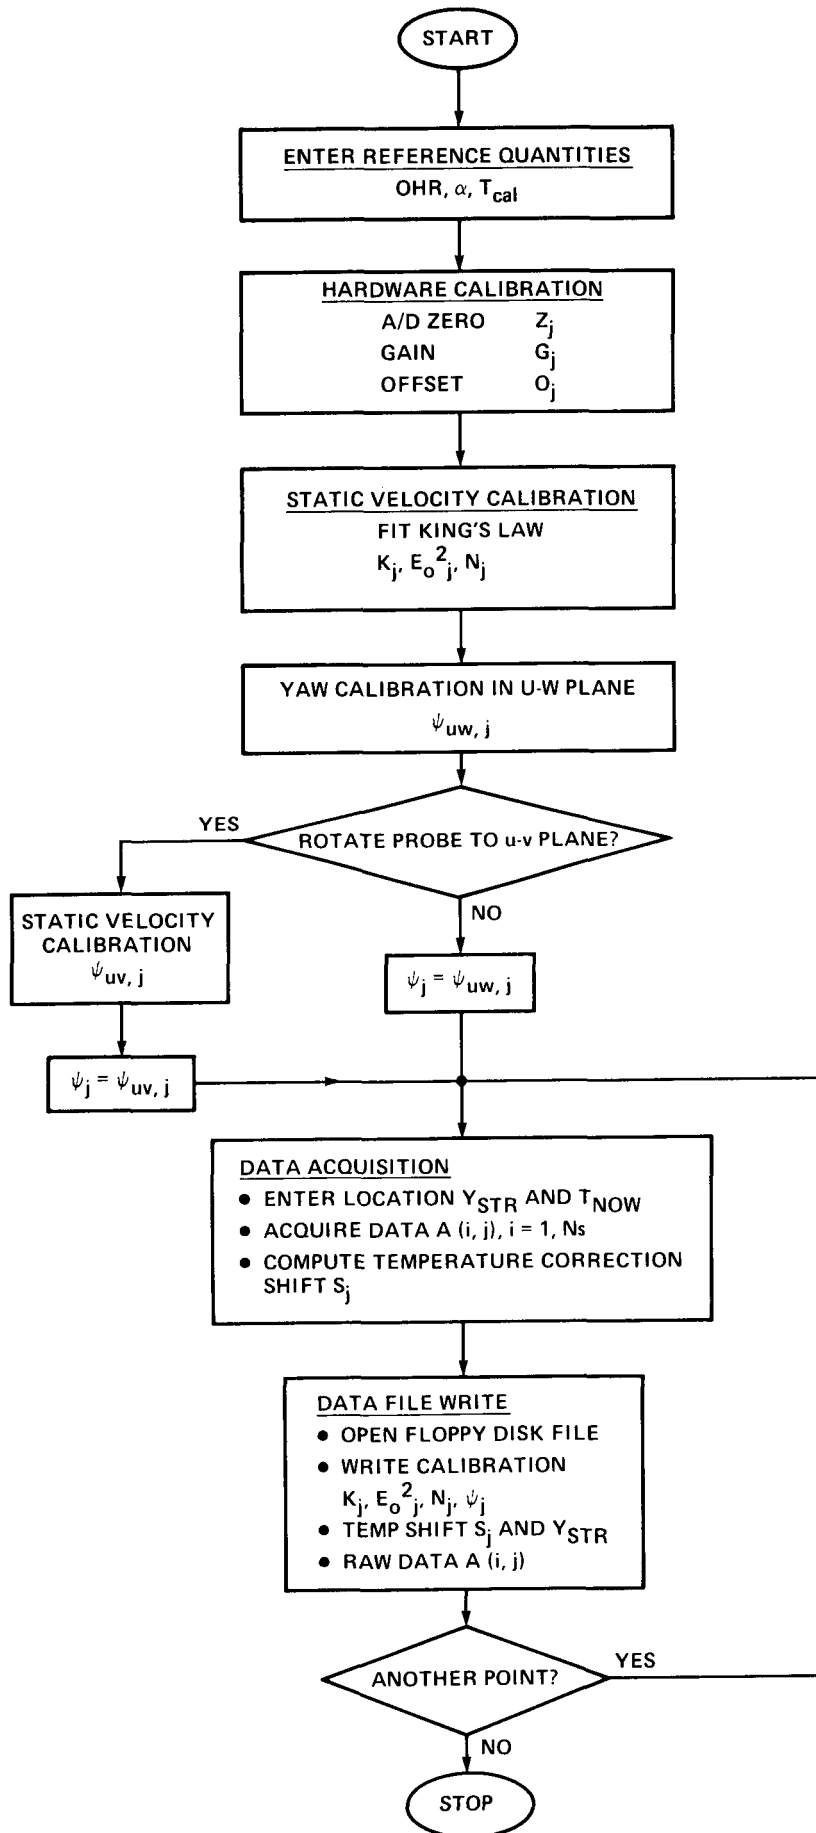 START
ENTER REFERENCE QUANTITIES
OHR, α, T_cal
HARDWARE CALIBRATION
A/D ZERO Z_j
GAIN G_j
OFFSET O_j
STATIC VELOCITY CALIBRATION
FIT KING'S LAW
K_j, E_o^2_j, N_j
YAW CALIBRATION IN U-W PLANE
ψ_uw, j
YES
ROTATE PROBE TO u-v PLANE?
NO
STATIC VELOCITY
CALIBRATION
ψ_uv, j
ψ_j = ψ_uw, j
ψ_j = ψ_uv, j
DATA ACQUISITION
● ENTER LOCATION Y_STR AND T_NOW
● ACQUIRE DATA A (i, j), i = 1, Ns
● COMPUTE TEMPERATURE CORRECTION
SHIFT S_j
DATA FILE WRITE
● OPEN FLOPPY DISK FILE
● WRITE CALIBRATION
K_j, E_o^2_j, N_j, ψ_j
● TEMP SHIFT S_j AND Y_STR
● RAW DATA A (i, j)
ANOTHER POINT?
YES
NO
STOP